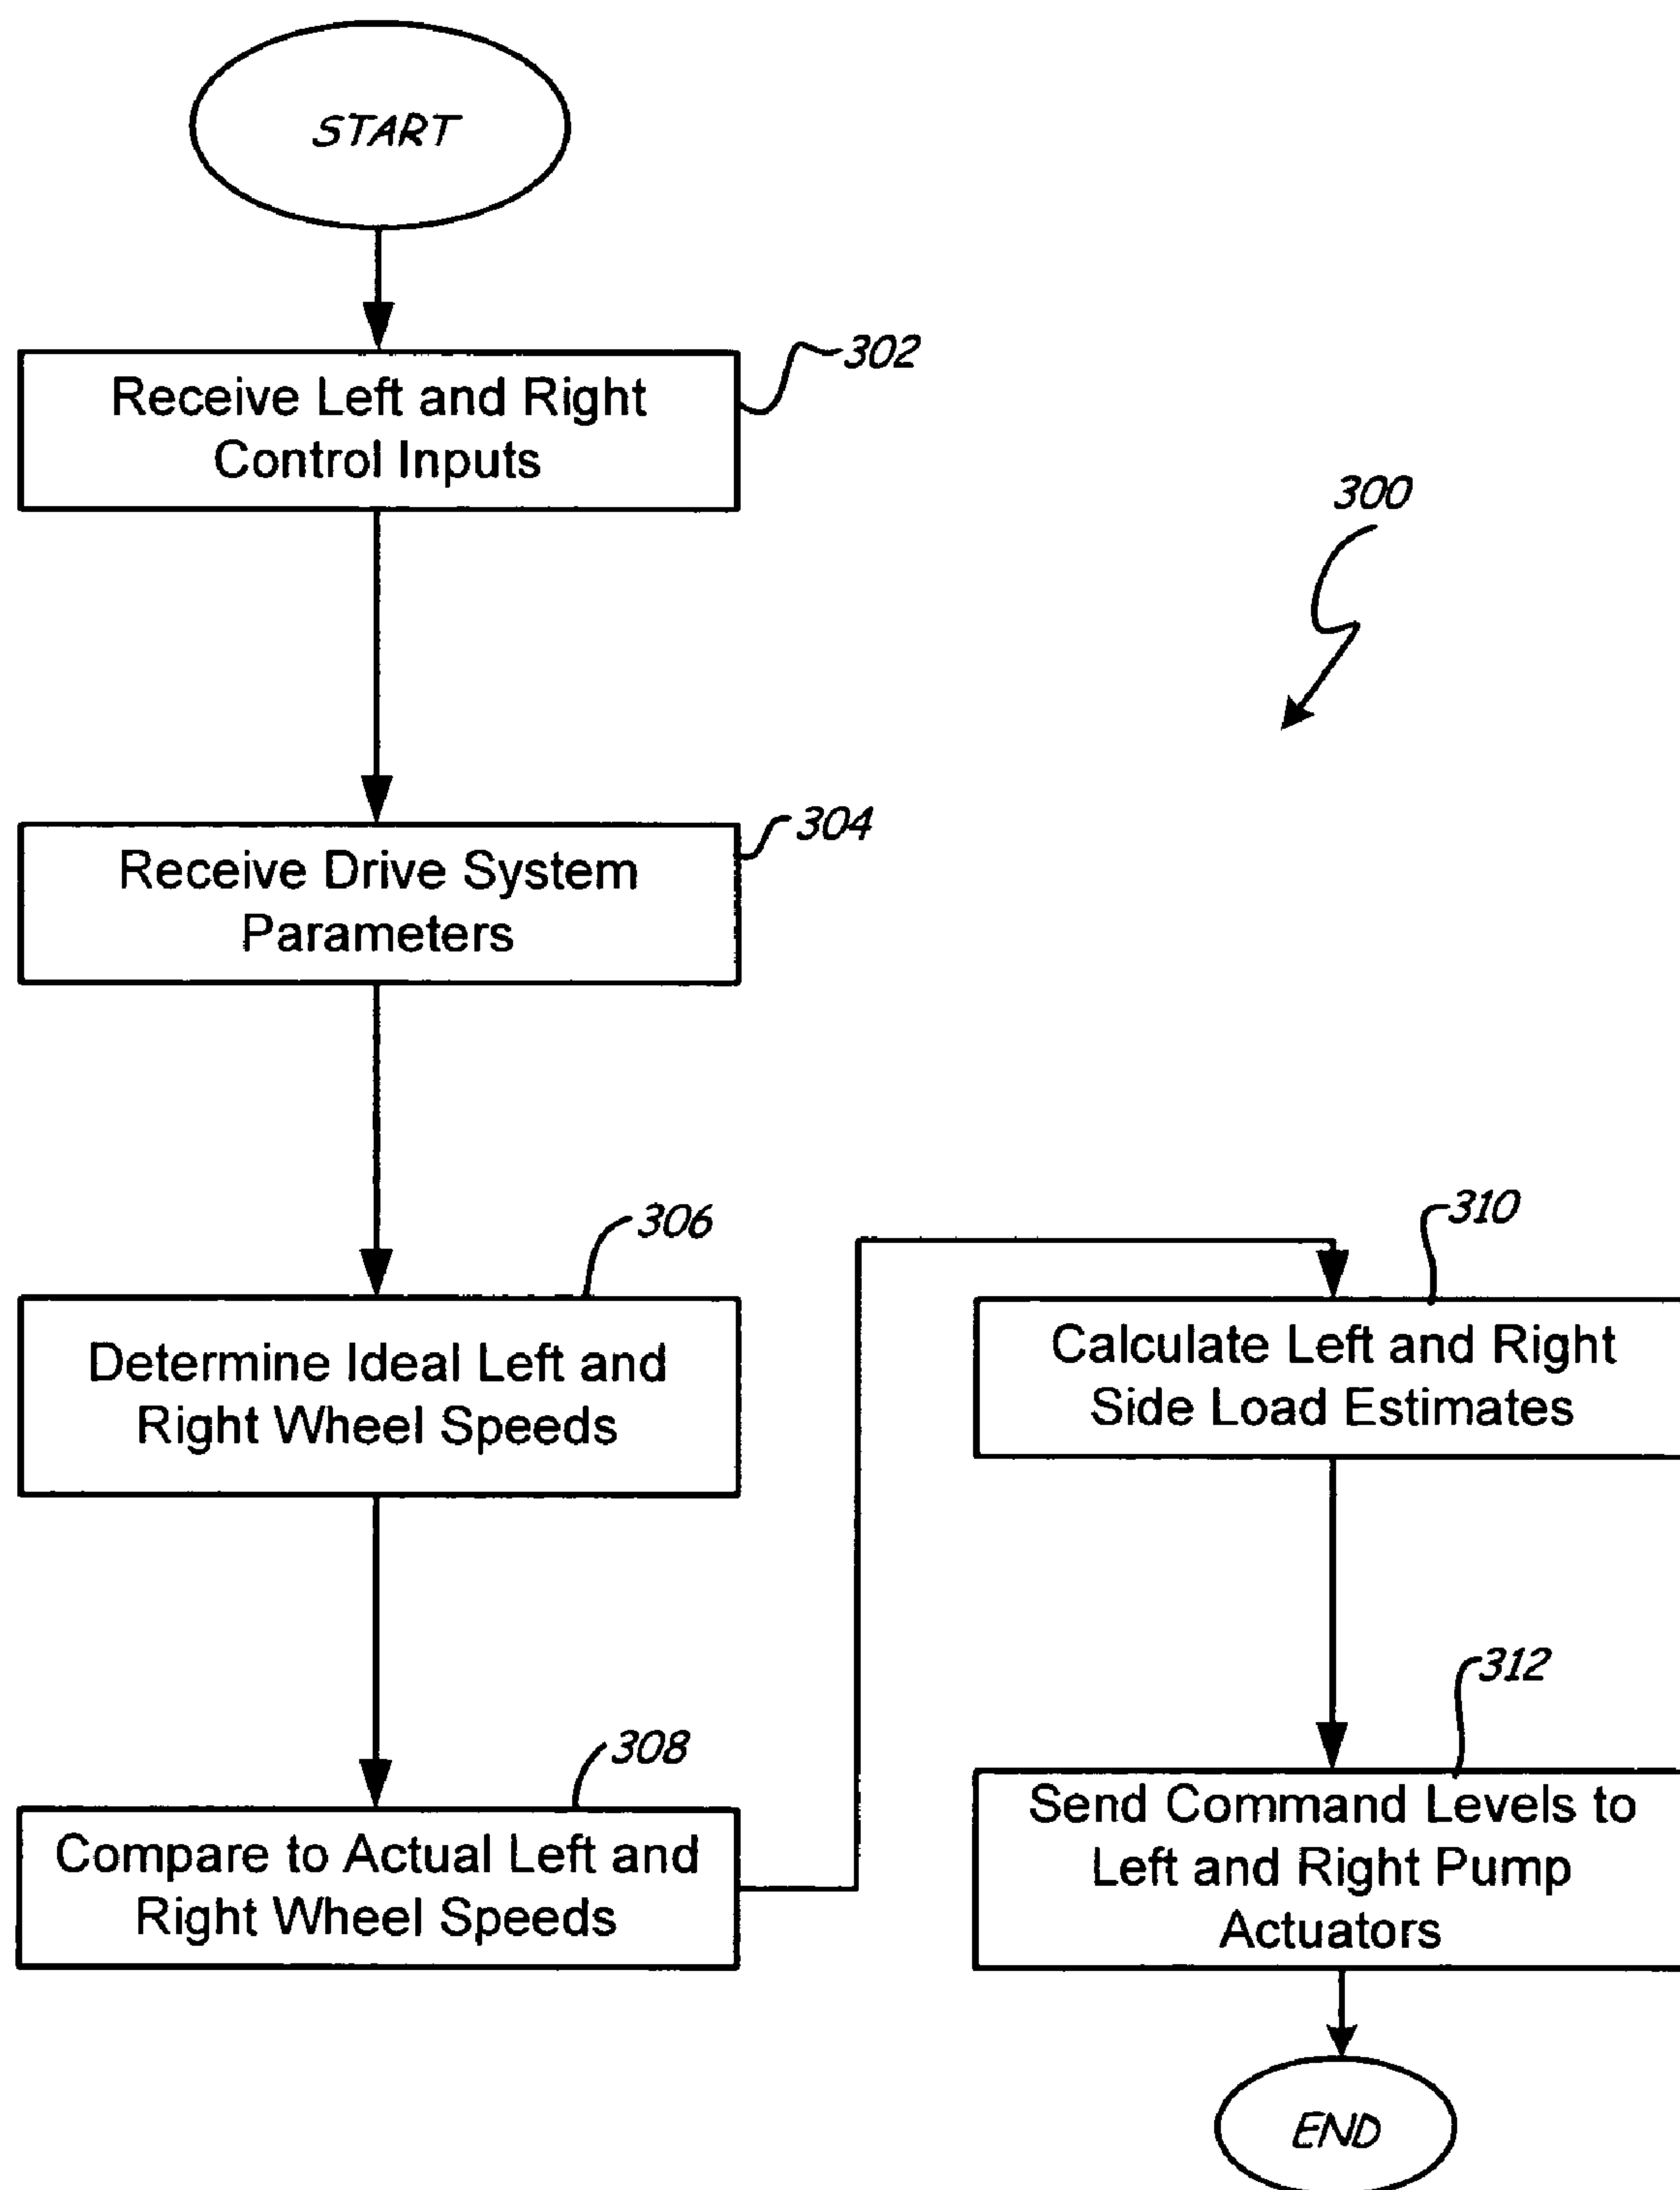 START
302
Receive Left and Right
Control Inputs
300
304
Receive Drive System
Parameters
306
Determine Ideal Left and
Right Wheel Speeds
308
Compare to Actual Left and
Right Wheel Speeds
310
Calculate Left and Right
Side Load Estimates
312
Send Command Levels to
Left and Right Pump
Actuators
END